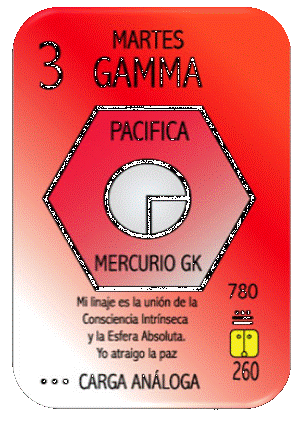 MARTES
3 GAMMA
PACIFICA
MERCURIO GK
Mi linaje es la unión de la
Consciencia Intrínseca
y la Esfera Absoluta.
Yo atraigo la paz
780
260
CARGA ANÁLOGA